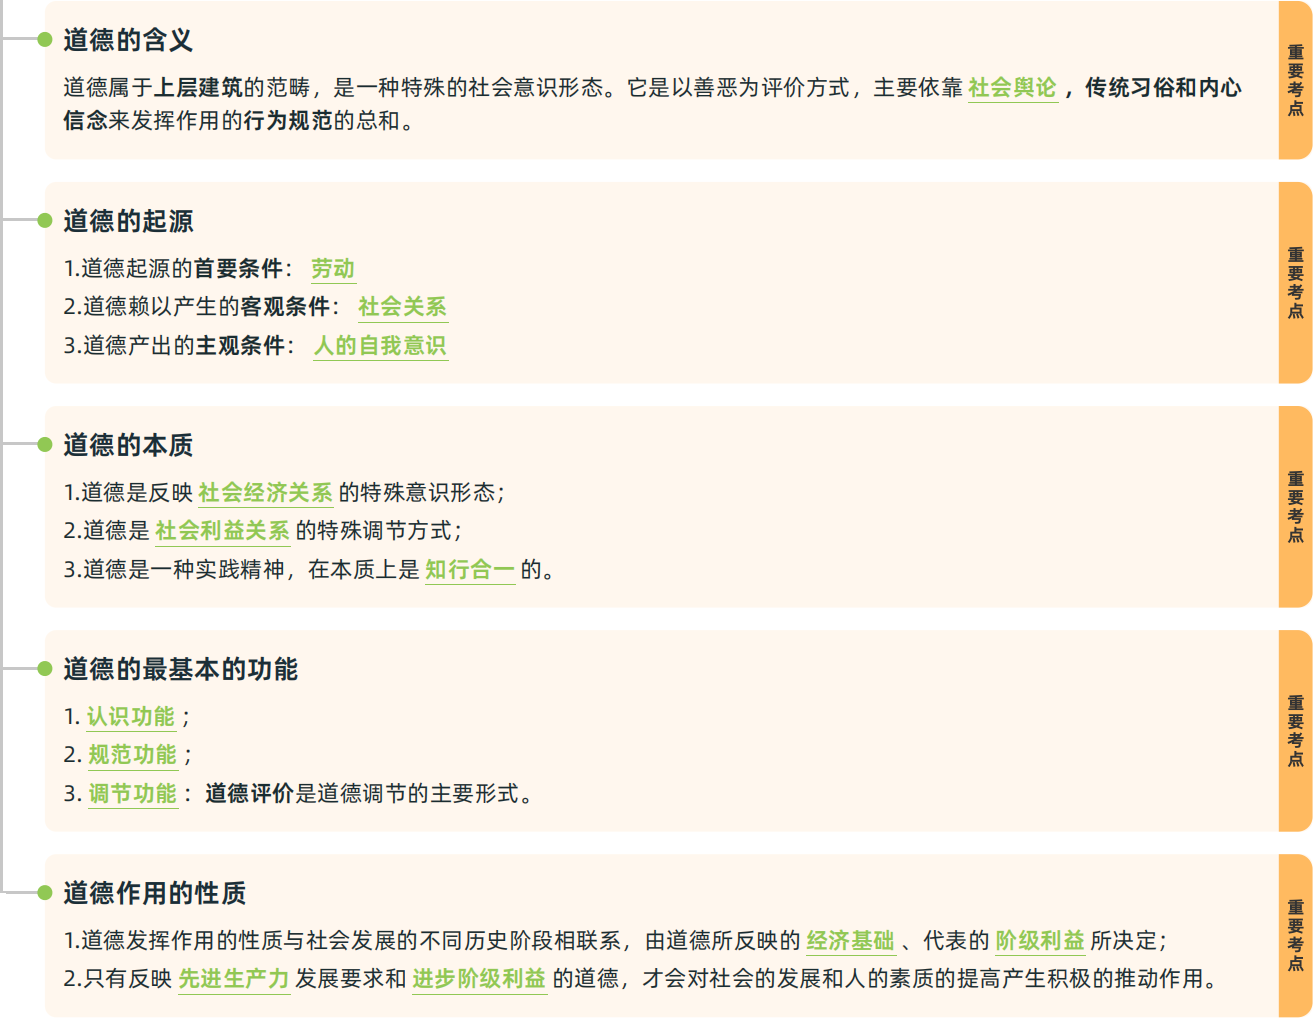 道德的含义
道德属于上层建筑的范畴，是一种特殊的社会意识形态。它是以善恶为评价方式，主要依靠 社会舆论 ，传统习俗和内心
信念来发挥作用的行为规范的总和。
重要考点
道德的起源
1.道德起源的首要条件： 劳动
2.道德赖以产生的客观条件： 社会关系
3.道德产出的主观条件： 人的自我意识
重要考点
道德的本质
1.道德是反映 社会经济关系 的特殊意识形态；
2.道德是 社会利益关系 的特殊调节方式；
3.道德是一种实践精神，在本质上是 知行合一 的。
重要考点
道德的最基本的功能
1. 认识功能 ；
2. 规范功能 ；
3. 调节功能 ：道德评价是道德调节的主要形式。
重要考点
道德作用的性质
1.道德发挥作用的性质与社会发展的不同历史阶段相联系，由道德所反映的 经济基础 、代表的 阶级利益 所决定；
2.只有反映 先进生产力 发展要求和 进步阶级利益 的道德，才会对社会的发展和人的素质的提高产生积极的推动作用。
重要考点